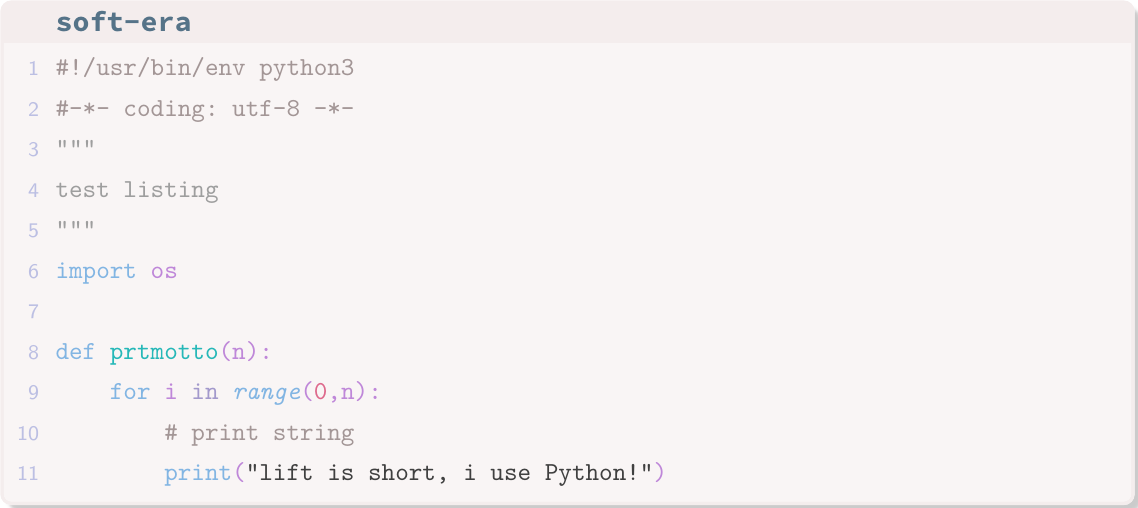 soft-era
1 #!/usr/bin/env python3
2 #-*- coding: utf-8 -*-
3 """
4 test listing
5 """
6 import os
7
8 def prtmotto(n):
9     for i in range(0,n):
10         # print string
11         print("lift is short, i use Python!")